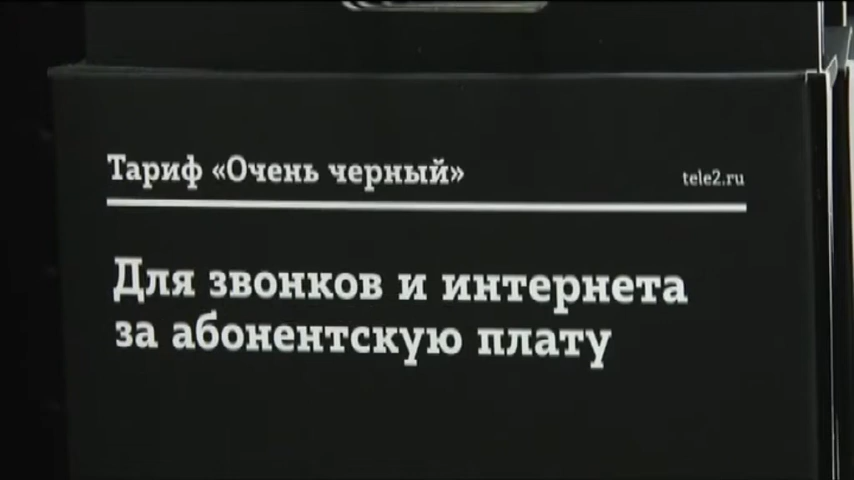 Тариф «Очень черный»
tele2.ru
Для звонков и интернета
за абонентскую плату